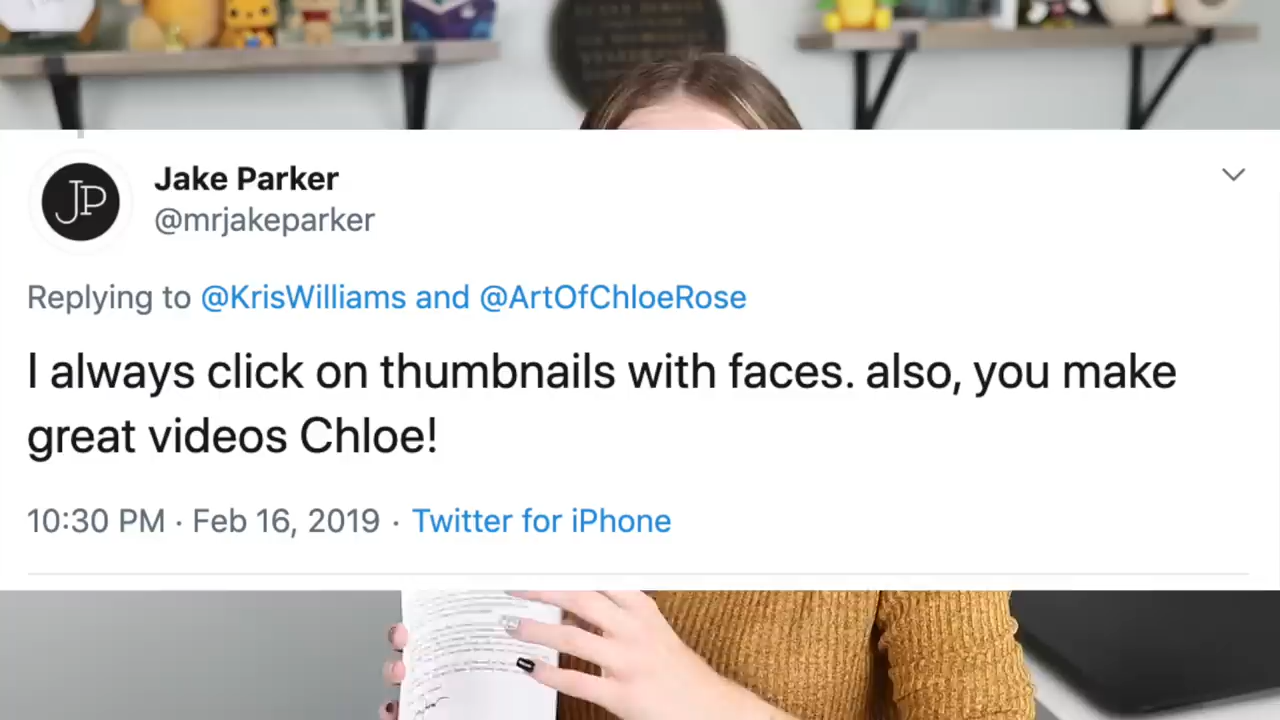 JP
Jake Parker
@mrjakeparker
Replying to @KrisWilliams and @ArtOfChloeRose
I always click on thumbnails with faces. also, you make
great videos Chloe!
10:30 PM · Feb 16, 2019 · Twitter for iPhone